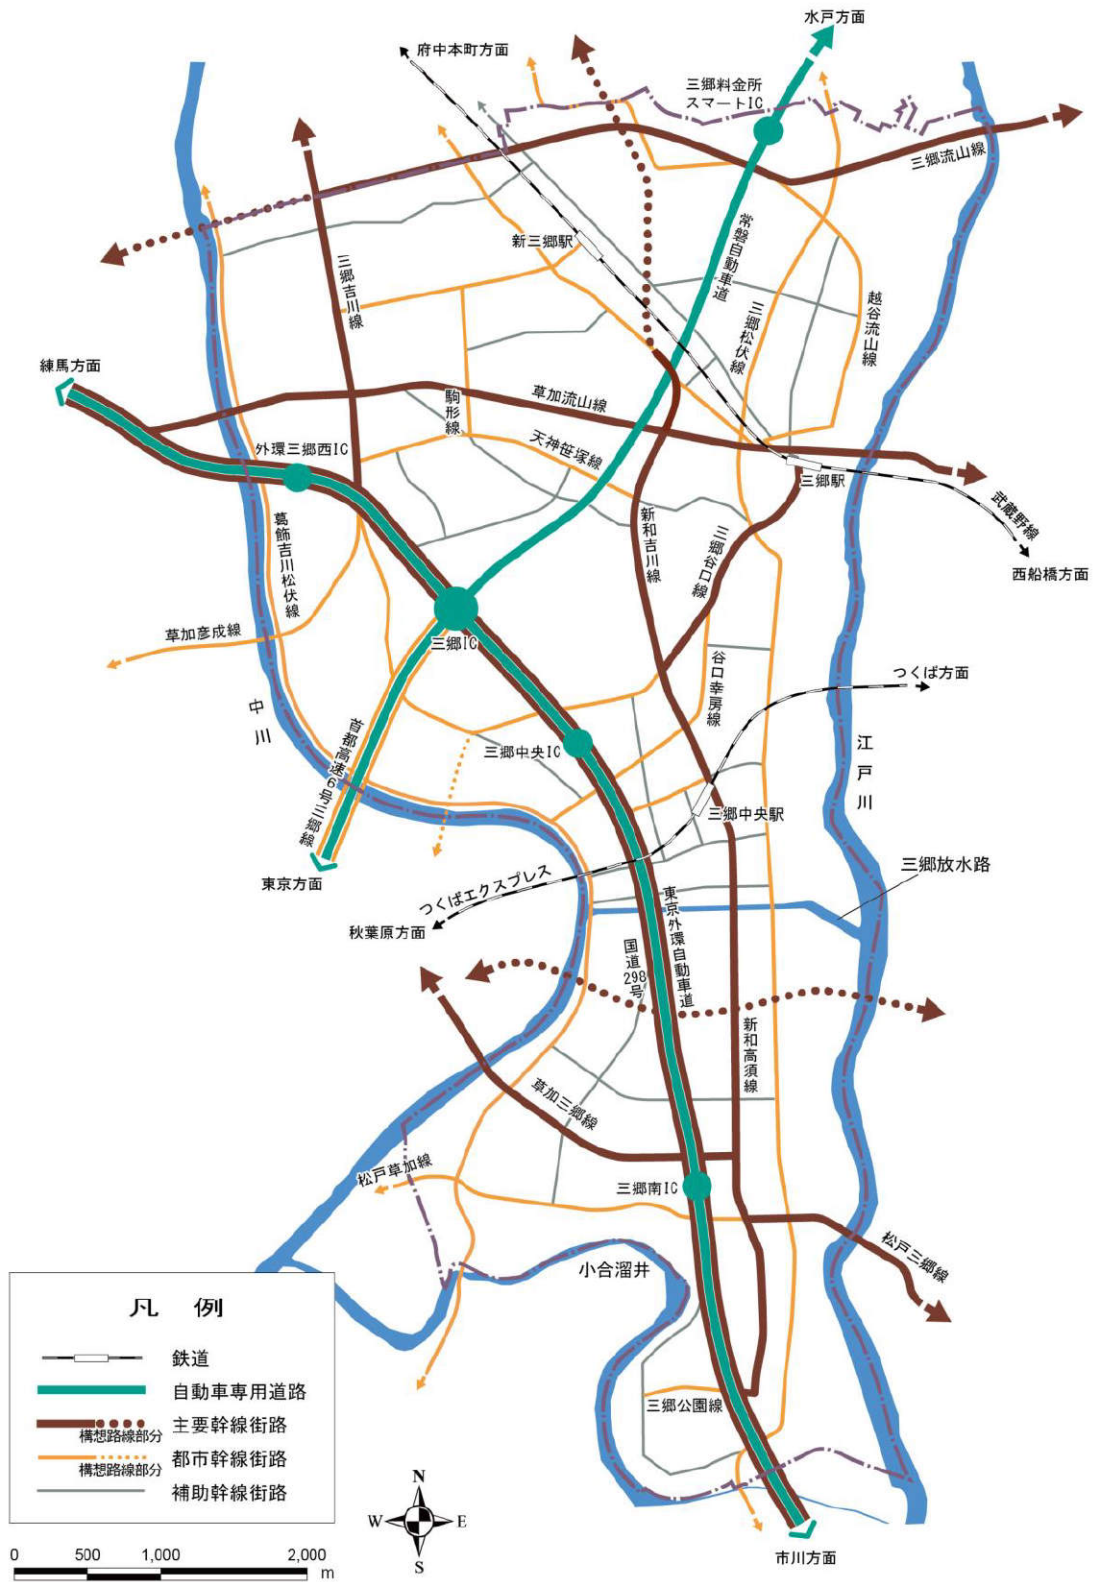 水戸方面
府中本町方面
三郷料金所
スマートIC
三郷流山線
常磐自動車道
新三郷駅
三郷吉川線
三郷松伏線
越谷流山線
練馬方面
駒形線
草加流山線
天神笹塚線
外環三郷西IC
三郷駅
武蔵野線
西船橋方面
葛飾吉川松伏線
新和吉川線
三郷谷口線
草加彦成線
三郷IC
谷口幸房線
つくば方面
中川
首都高速6号三郷線
三郷中央IC
江戸川
三郷中央駅
東京方面
つくばエクスプレス
三郷放水路
秋葉原方面
東京外環自動車道
国道298号
新和高須線
草加三郷線
松戸草加線
三郷南IC
松戸三郷線
小合溜井
三郷公園線
市川方面
凡 例
鉄道
自動車専用道路
主要幹線街路
構想路線部分
都市幹線街路
構想路線部分
補助幹線街路
N
W E
S
0 500 1,000 2,000
m